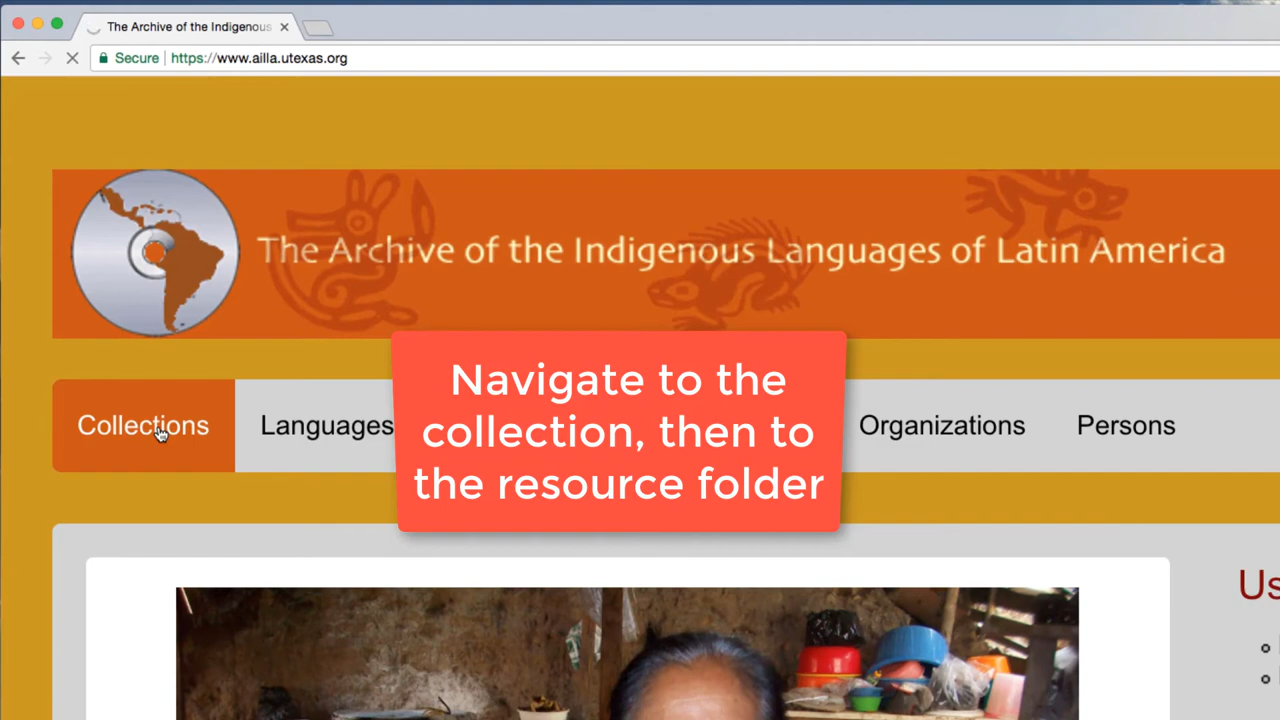 The Archive of the Indigenous
Secure | https://www.ailla.utexas.org
The Archive of the Indigenous Languages of Latin America
Collections
Languages
Navigate to the
collection, then to
the resource folder
Organizations
Persons